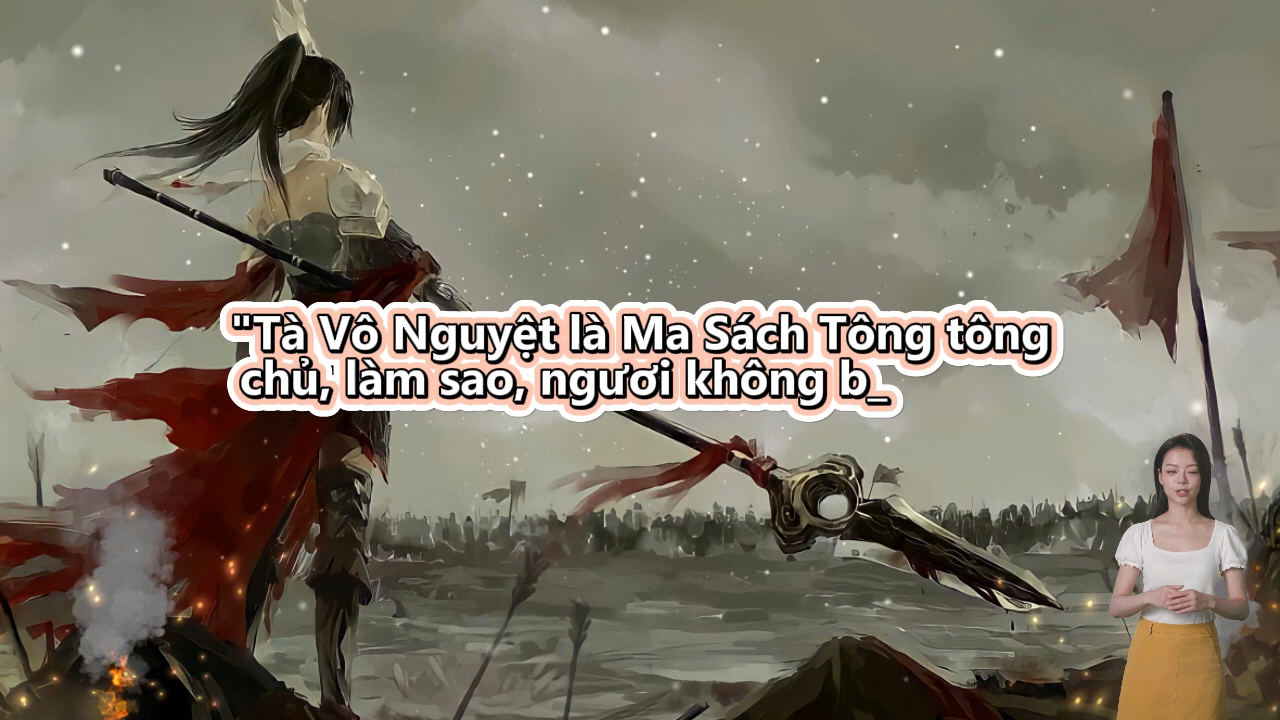 "Tà Vô Nguyệt là Ma Sách Tông tông
chủ, làm sao, ngươi không b_